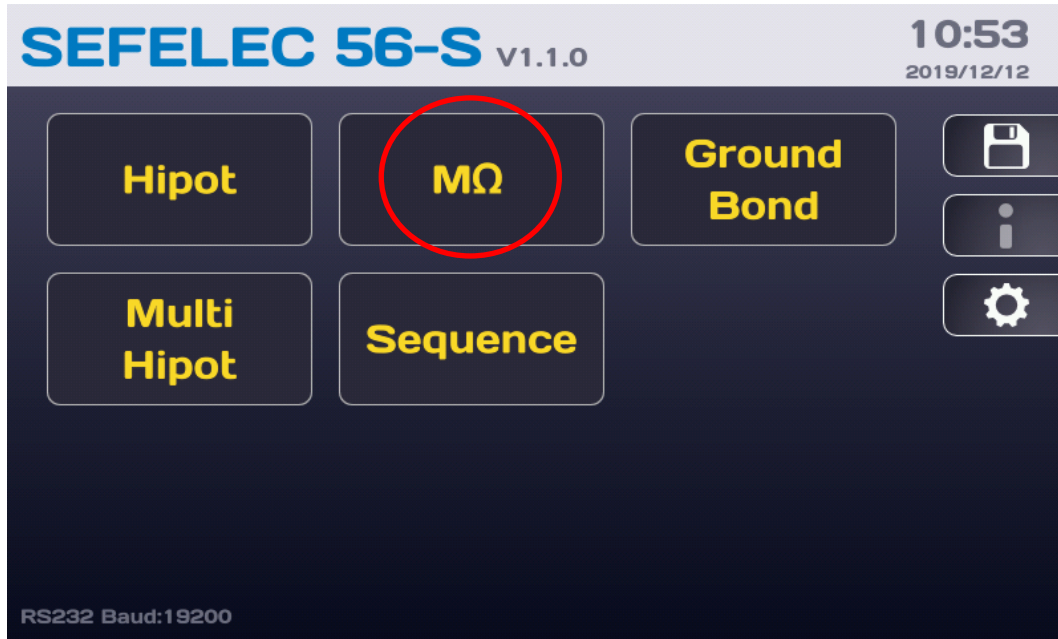 SEFELEC 56-S V1.1.0
10:53
2019/12/12
Hipot
MΩ
Ground
Bond
Multi
Hipot
Sequence
RS232 Baud:19200